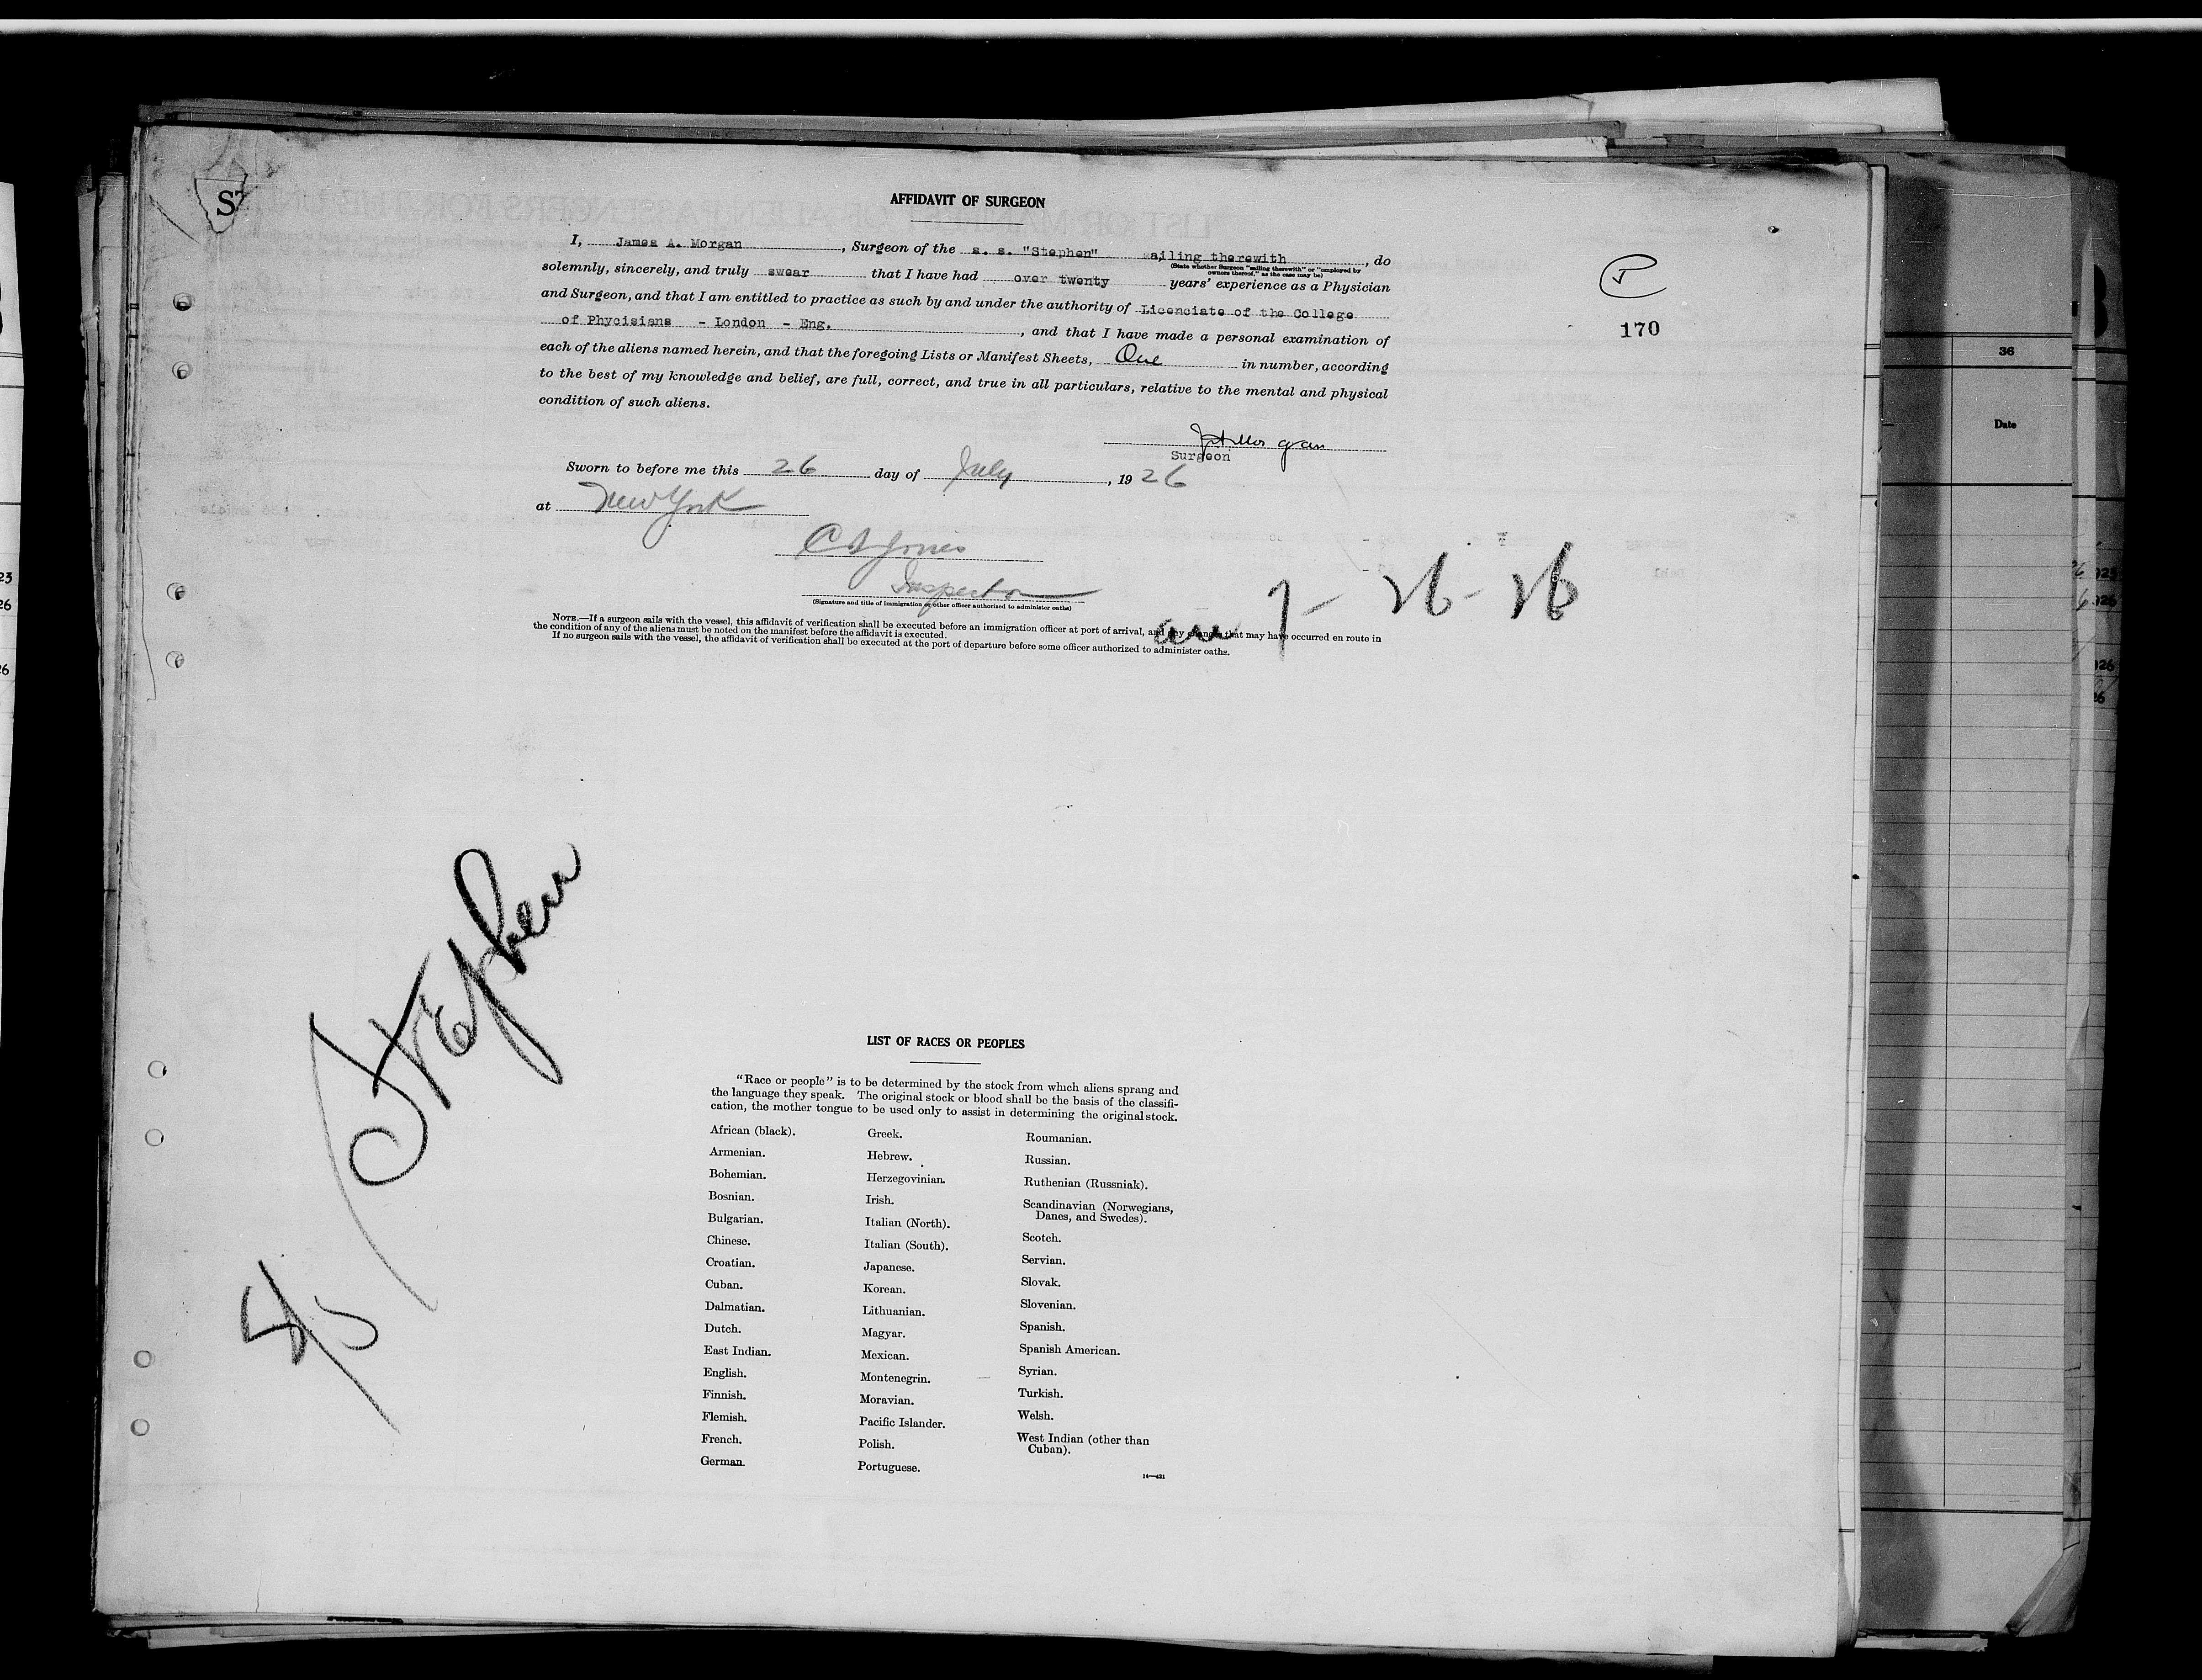 S
AFFIDAVIT OF SURGEON
I, James A. Morgan, Surgeon of the s. s. "Stephen" sailing therewith, do
(State whether Surgeon "sailing therewith" or "employed by
owners thereof," as the case may be)
solemnly, sincerely, and truly swear that I have had over twenty years' experience as a Physician
and Surgeon, and that I am entitled to practice as such by and under the authority of Licenciate of the College
of Phycisians - London - Eng., and that I have made a personal examination of
each of the aliens named herein, and that the foregoing Lists or Manifest Sheets, One in number, according
to the best of my knowledge and belief, are full, correct, and true in all particulars, relative to the mental and physical
condition of such aliens.
5
170
J A Morgan
Surgeon
Sworn to before me this 26 day of July, 1926
at New York
Jones
Inspector
(Signature and title of immigration or other officer authorized to administer oaths)
arr 7-26-26
NOTE.—If a surgeon sails with the vessel, this affidavit of verification shall be executed before an immigration officer at port of arrival, and any changes that may have occurred en route in
the condition of any of the aliens must be noted on the manifest before the affidavit is executed.
If no surgeon sails with the vessel, the affidavit of verification shall be executed at the port of departure before some officer authorized to administer oaths.
S/S Stephen
LIST OF RACES OR PEOPLES
"Race or people" is to be determined by the stock from which aliens sprang and
the language they speak. The original stock or blood shall be the basis of the classifi-
cation, the mother tongue to be used only to assist in determining the original stock.
African (black).
Armenian.
Bohemian.
Bosnian.
Bulgarian.
Chinese.
Croatian.
Cuban.
Dalmatian.
Dutch.
East Indian.
English.
Finnish.
Flemish.
French.
German.
Greek.
Hebrew.
Herzegovinian.
Irish.
Italian (North).
Italian (South).
Japanese.
Korean.
Lithuanian.
Magyar.
Mexican.
Montenegrin.
Moravian.
Pacific Islander.
Polish.
Portuguese.
Roumanian.
Russian.
Ruthenian (Russniak).
Scandinavian (Norwegians,
Danes, and Swedes).
Scotch.
Servian.
Slovak.
Slovenian.
Spanish.
Spanish American.
Syrian.
Turkish.
Welsh.
West Indian (other than
Cuban).
14—421
36
Date
23
26
26